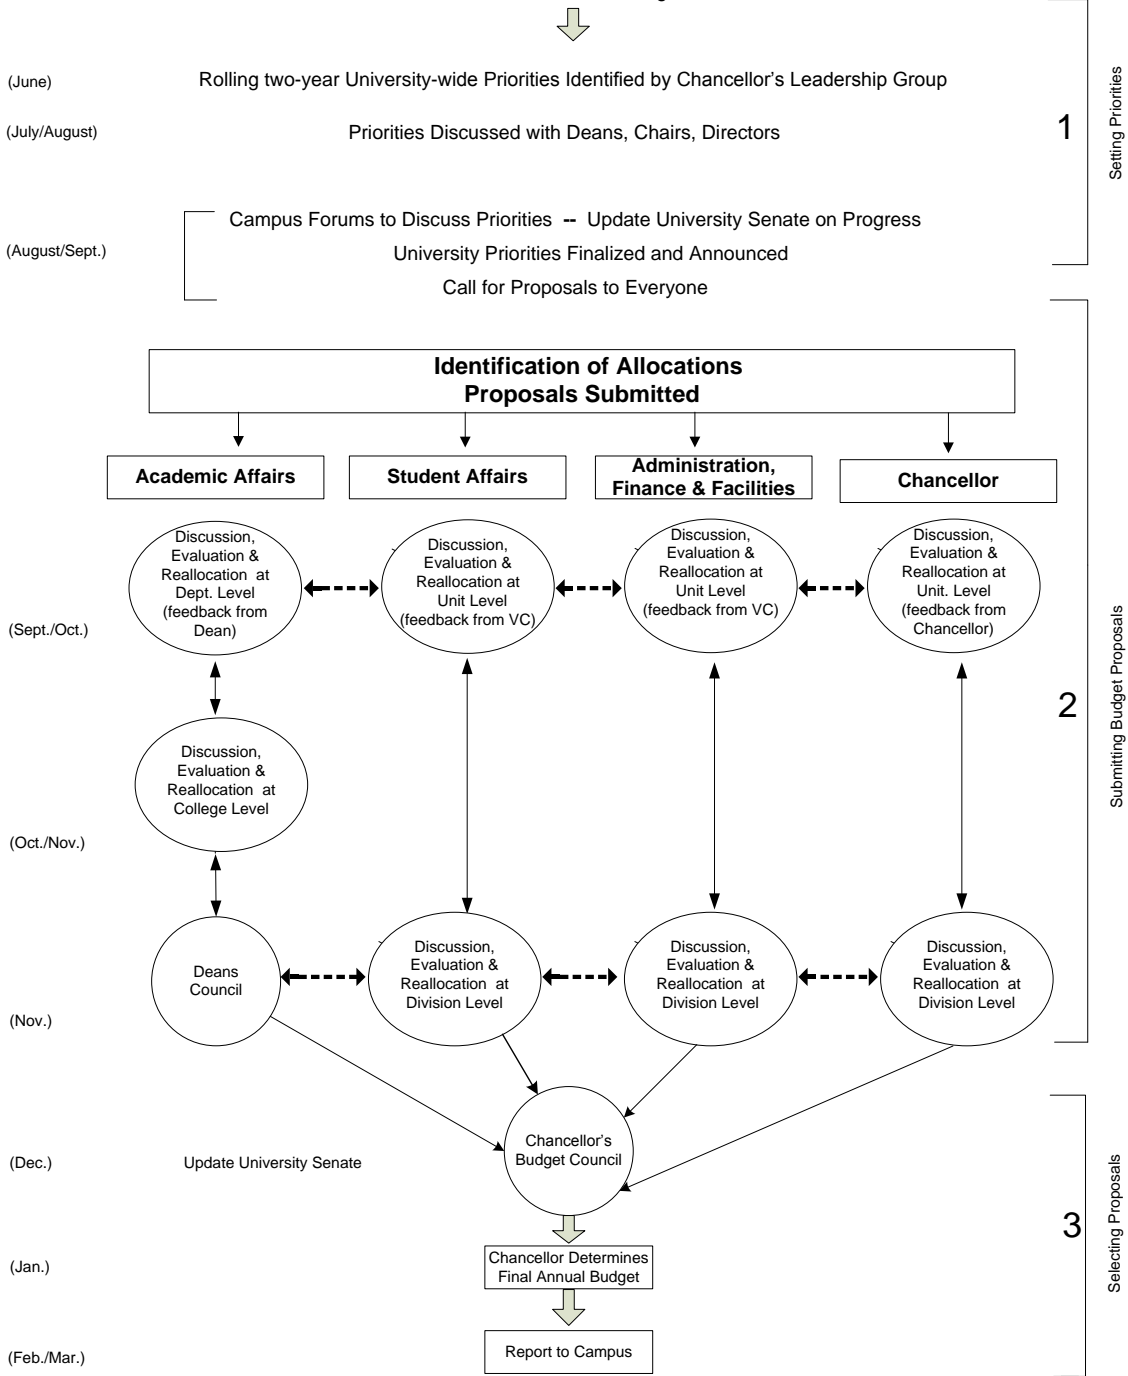 (June)
Rolling two-year University-wide Priorities Identified by Chancellor's Leadership Group
(July/August)
Priorities Discussed with Deans, Chairs, Directors
1
Setting Priorities
Campus Forums to Discuss Priorities -- Update University Senate on Progress
(August/Sept.)
University Priorities Finalized and Announced
Call for Proposals to Everyone
Identification of Allocations
Proposals Submitted
Academic Affairs
Student Affairs
Administration,
Finance & Facilities
Chancellor
Discussion,
Evaluation &
Reallocation at
Dept. Level
(feedback from
Dean)
Discussion,
Evaluation &
Reallocation at
Unit Level
(feedback from VC)
Discussion,
Evaluation &
Reallocation at
Unit Level
(feedback from VC)
Discussion,
Evaluation &
Reallocation at
Unit. Level
(feedback from
Chancellor)
(Sept./Oct.)
2
Submitting Budget Proposals
Discussion,
Evaluation &
Reallocation at
College Level
(Oct./Nov.)
Deans
Council
Discussion,
Evaluation &
Reallocation at
Division Level
Discussion,
Evaluation &
Reallocation at
Division Level
Discussion,
Evaluation &
Reallocation at
Division Level
(Nov.)
Chancellor's
Budget Council
(Dec.)
Update University Senate
3
Selecting Proposals
(Jan.)
Chancellor Determines
Final Annual Budget
(Feb./Mar.)
Report to Campus